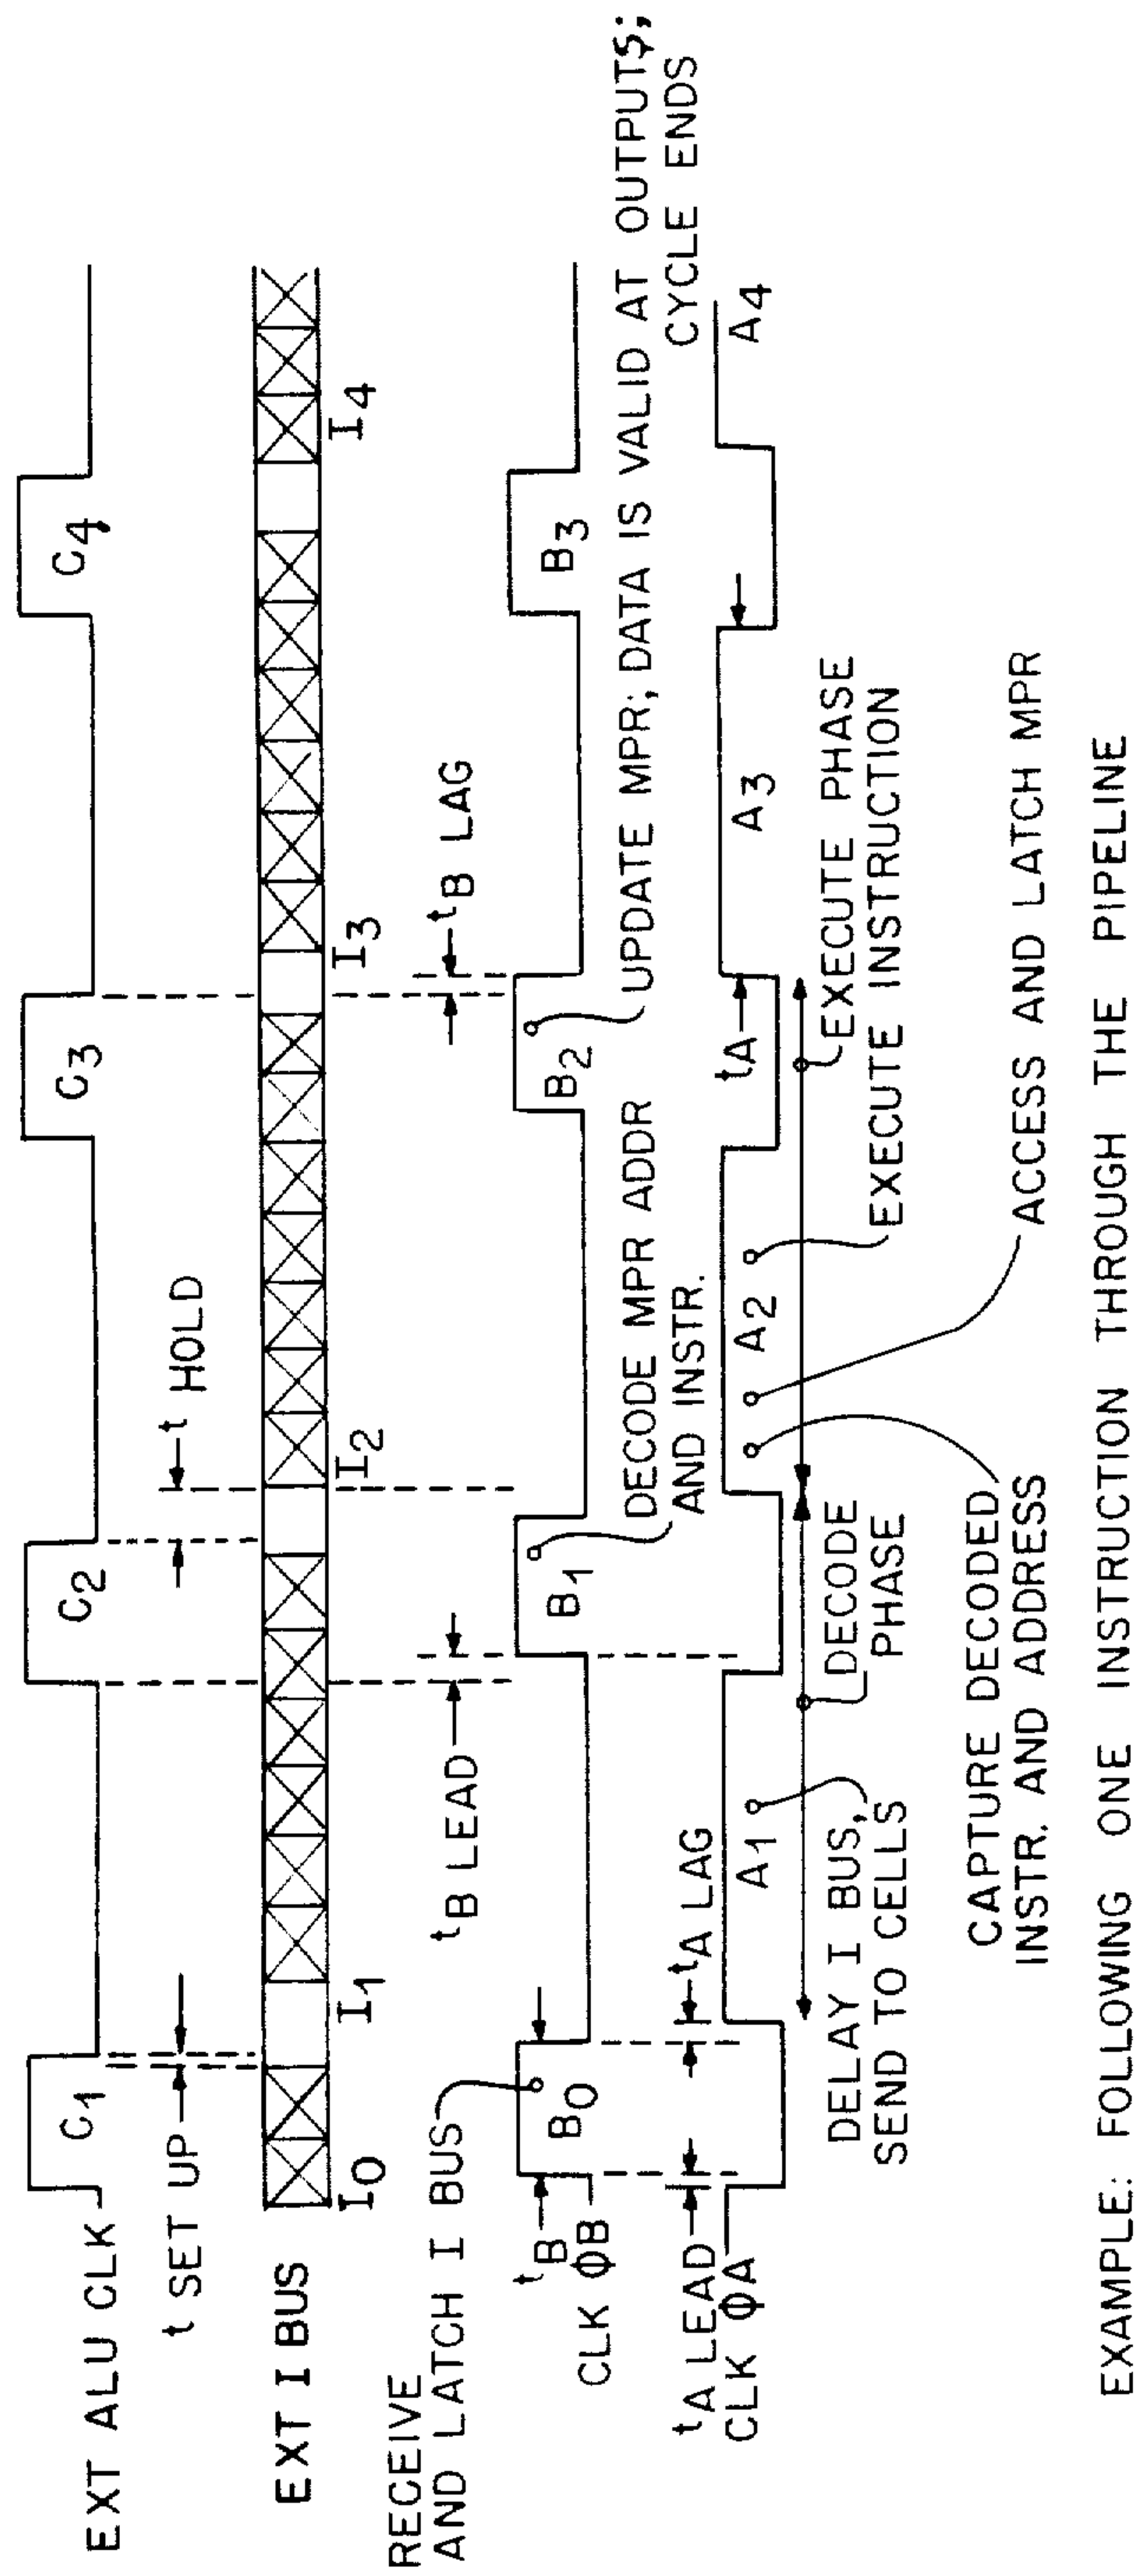 EXT ALU CLK
C1
C2
C3
C4
t SET UP
t HOLD
EXT I BUS
I0
I1
I2
I3
I4
RECEIVE
AND LATCH I BUS
tB LEAD
tB LAG
tB
CLK ΦB
B0
B1
B2
B3
DECODE MPR ADDR
AND INSTR.
UPDATE MPR; DATA IS VALID AT OUTPUTS;
CYCLE ENDS
tA LEAD
tA LAG
CLK ΦA
A1
A2
tA
A3
A4
DELAY I BUS,
SEND TO CELLS
DECODE
PHASE
EXECUTE PHASE
EXECUTE INSTRUCTION
CAPTURE DECODED
INSTR. AND ADDRESS
ACCESS AND LATCH MPR
EXAMPLE: FOLLOWING ONE INSTRUCTION THROUGH THE PIPELINE